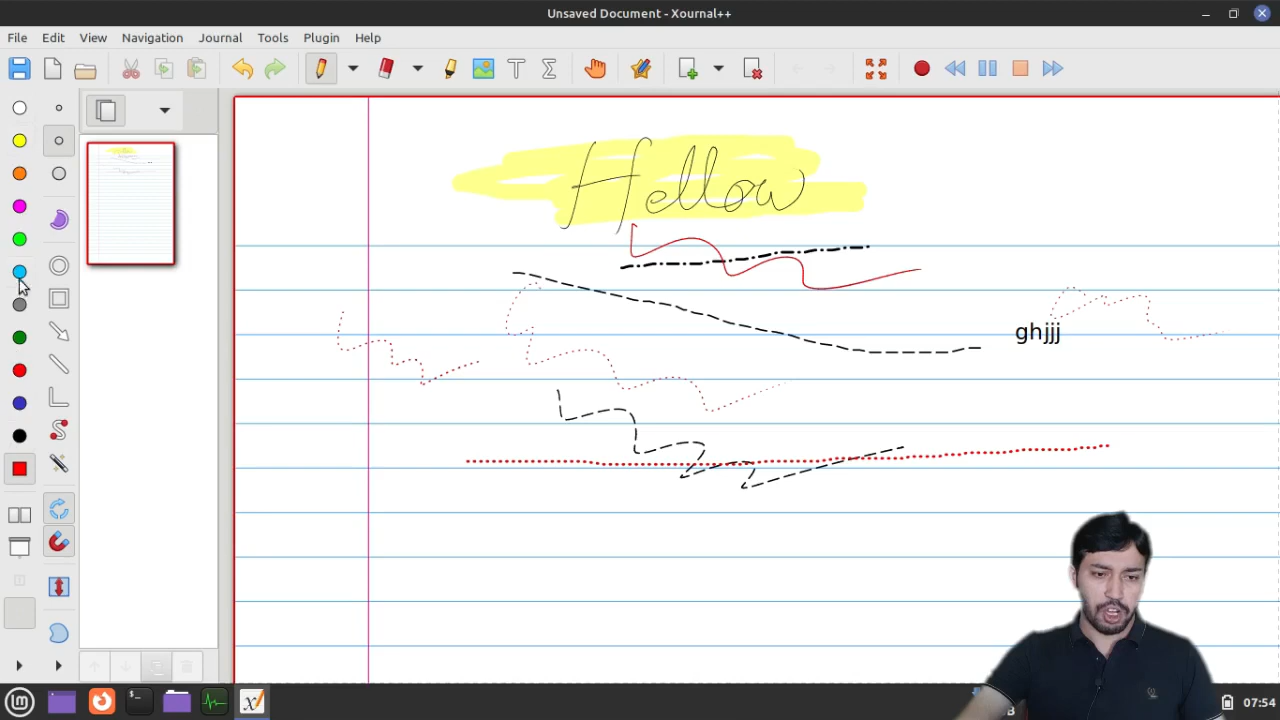 Unsaved Document - Xournal++
File Edit View Navigation Journal Tools Plugin Help
Hellow
ghjjj
07:54